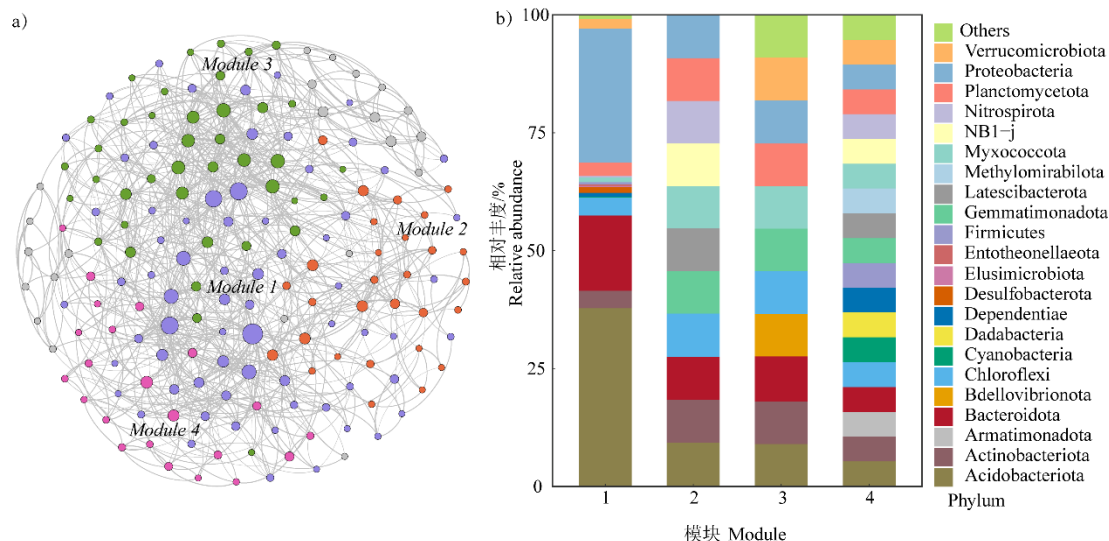 a)
Module 3
Module 2
Module 1
Module 4
b)
相对丰度/%
Relative abundance
100
75
50
25
0
1 2 3 4
模块 Module
Others
Verrucomicrobiota
Proteobacteria
Planctomycetota
Nitrospirota
NB1−j
Myxococcota
Methylomirabilota
Latescibacterota
Gemmatimonadota
Firmicutes
Entotheonellaeota
Elusimicrobiota
Desulfobacterota
Dependentiae
Dadabacteria
Cyanobacteria
Chloroflexi
Bdellovibrionota
Bacteroidota
Armatimonadota
Actinobacteriota
Acidobacteriota
Phylum